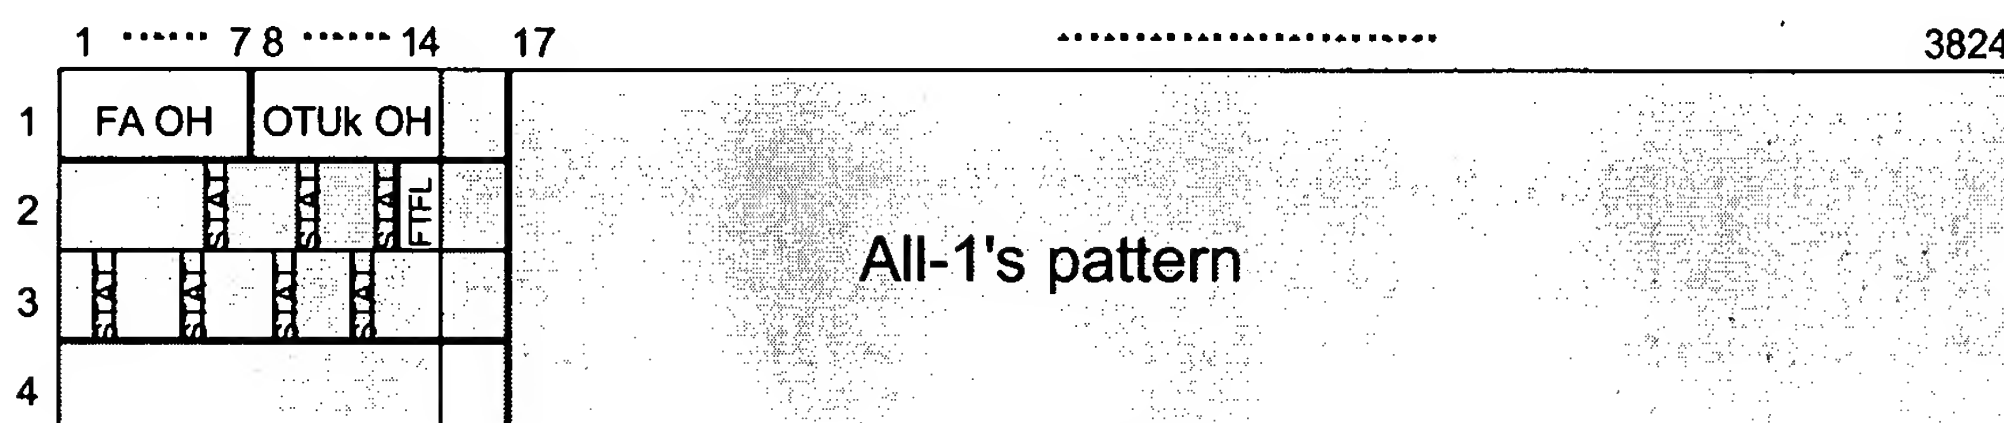 1 ...... 7 8 ...... 14 17 ........................ 3824
1 FA OH OTUk OH
2 STAT STAT STAT FTFL
All-1's pattern
3 STAT STAT STAT STAT
4